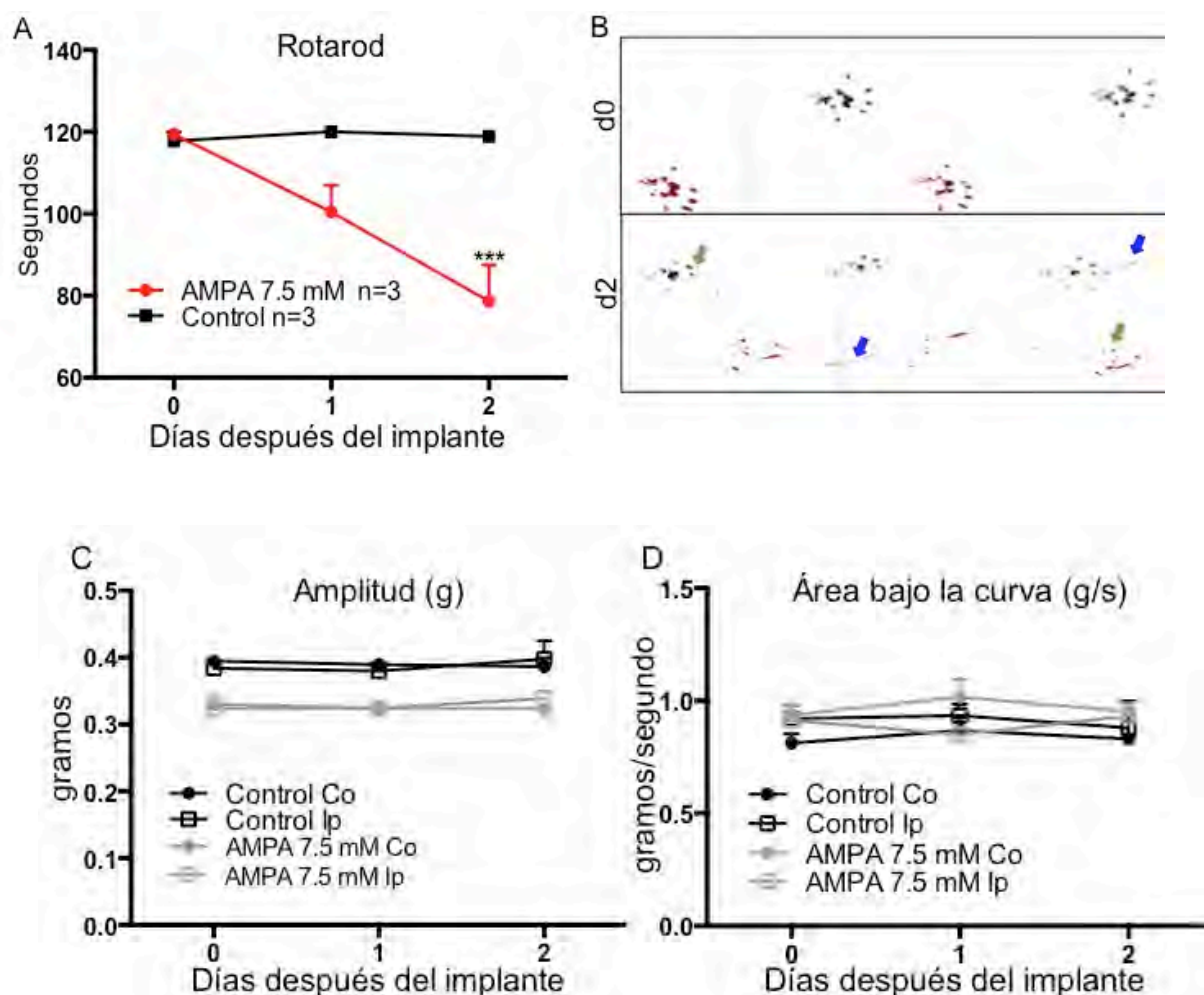 A
Rotarod
140
120
100
80
60
Segundos
***
AMPA 7.5 mM n=3
Control n=3
0 1 2
Días después del implante
B
d0
d2
C
Amplitud (g)
0.5
0.4
0.3
0.2
0.1
0.0
gramos
Control Co
Control Ip
AMPA 7.5 mM Co
AMPA 7.5 mM Ip
0 1 2
Días después del implante
D
Área bajo la curva (g/s)
1.5
1.0
0.5
0.0
gramos/segundo
Control Co
Control Ip
AMPA 7.5 mM Co
AMPA 7.5 mM Ip
0 1 2
Días después del implante